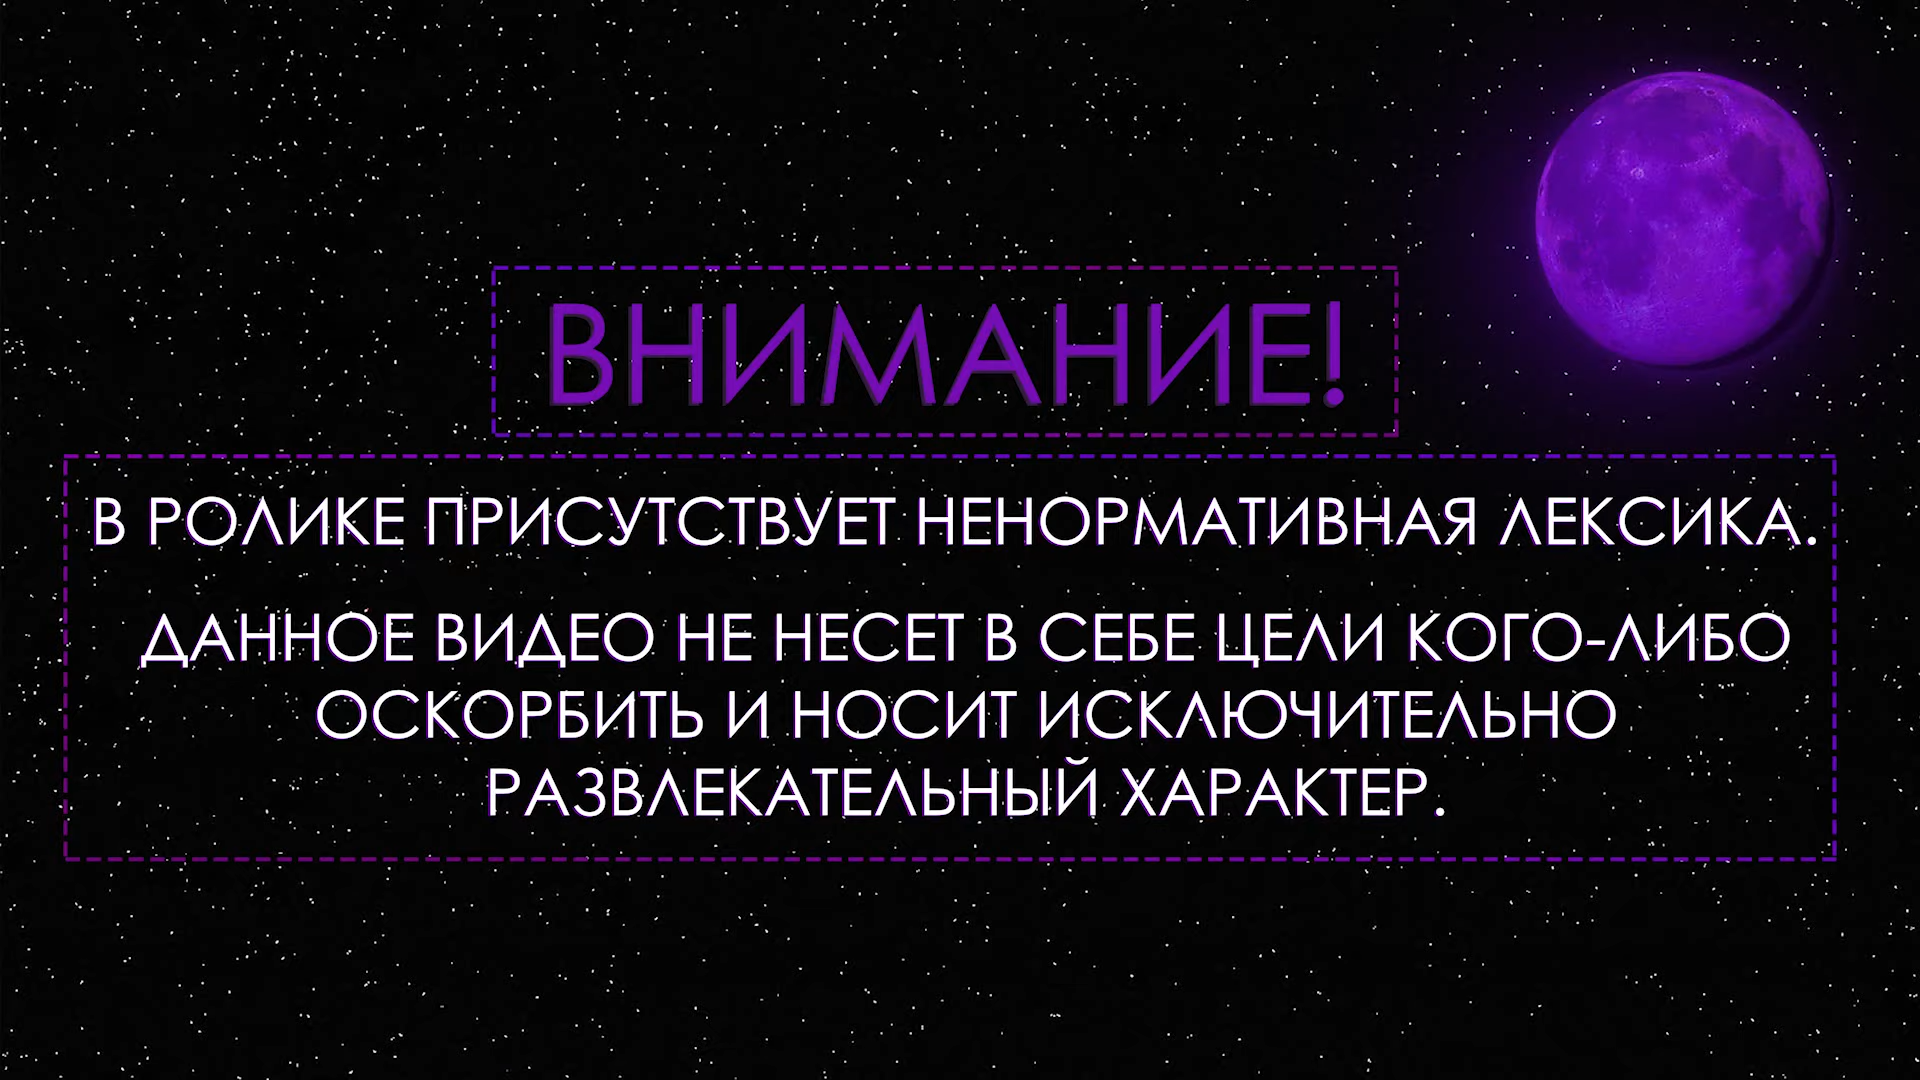 ВНИМАНИЕ!
В РОЛИКЕ ПРИСУТСТВУЕТ НЕНОРМАТИВНАЯ ЛЕКСИКА.
ДАННОЕ ВИДЕО НЕ НЕСЕТ В СЕБЕ ЦЕЛИ КОГО-ЛИБО
ОСКОРБИТЬ И НОСИТ ИСКЛЮЧИТЕЛЬНО
РАЗВЛЕКАТЕЛЬНЫЙ ХАРАКТЕР.